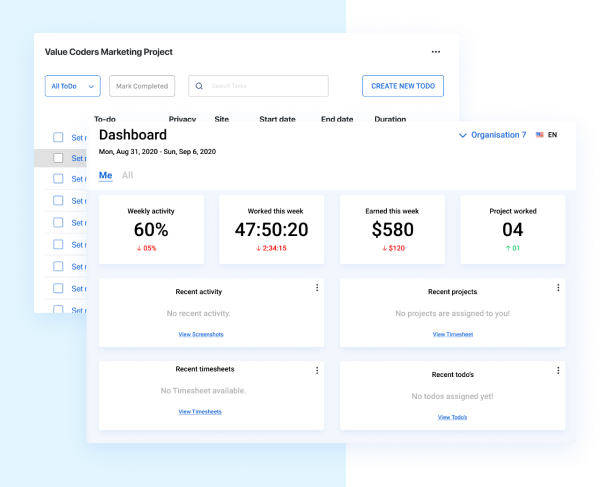 Value Coders Marketing Project
All ToDo
Mark Completed
Search Tasks
CREATE NEW TODO
To-do Privacy Site Start date End date Duration
Set r
Set r
Set r
Set r
Set r
Set r
Set r
Set r
Set r
Dashboard
Mon, Aug 31, 2020 - Sun, Sep 6, 2020
Organisation 7 EN
Me All
Weekly activity
60%
↓ 05%
Worked this week
47:50:20
↓ 2:34:15
Earned this week
$580
↓ $120
Project worked
04
↑ 01
Recent activity
No recent activity.
View Screenshots
Recent projects
No projects are assigned to you!
View Timesheet
Recent timesheets
No Timesheet available.
View Timesheets
Recent todo's
No todos assigned yet!
View Todo's